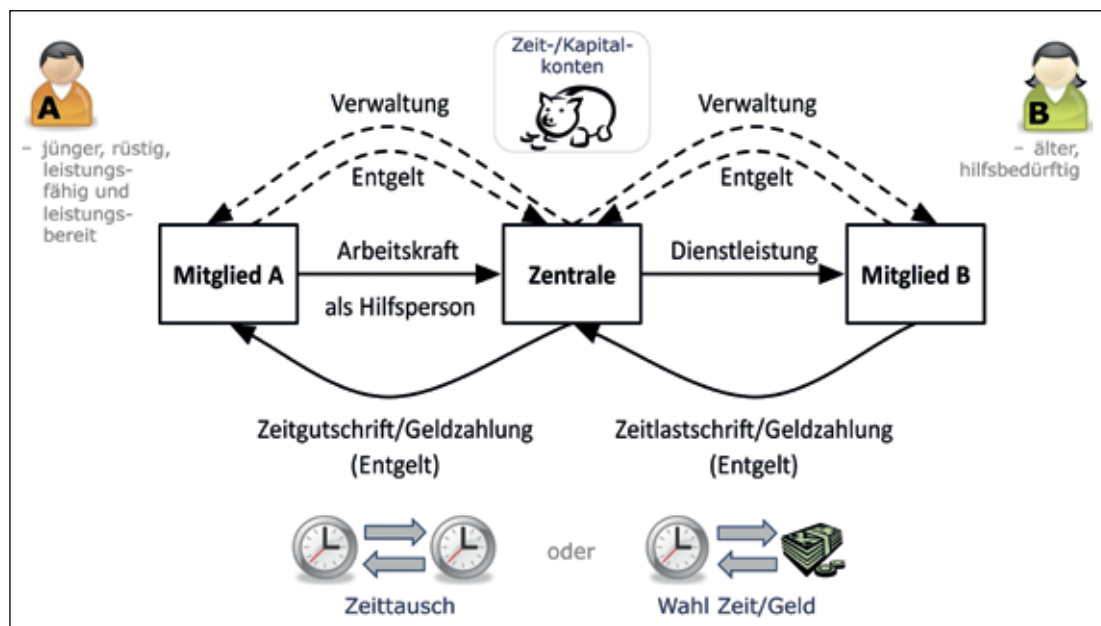 Zeit-/Kapital-
konten
A
B
– jünger, rüstig,
leistungs-
fähig und
leistungs-
bereit
– älter,
hilfsbedürftig
Verwaltung
Verwaltung
Entgelt
Entgelt
Mitglied A
Arbeitskraft
als Hilfsperson
Zentrale
Dienstleistung
Mitglied B
Zeitgutschrift/Geldzahlung
(Entgelt)
Zeitlastschrift/Geldzahlung
(Entgelt)
oder
Zeittausch
Wahl Zeit/Geld